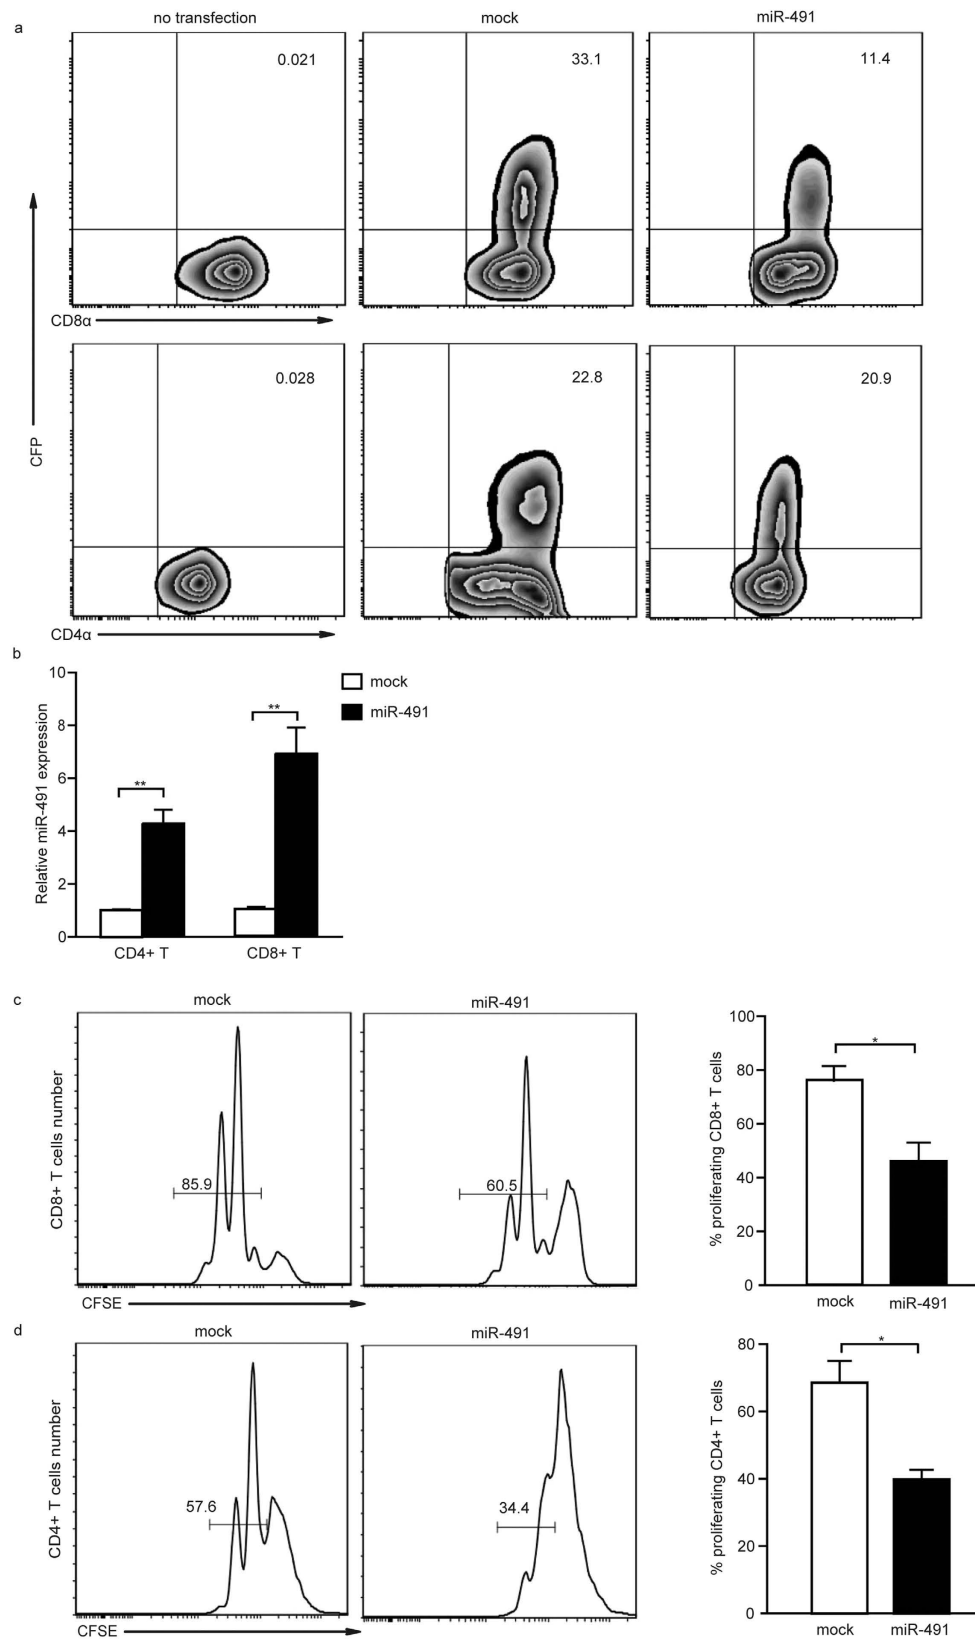 a
no transfection
mock
miR-491
0.021
33.1
11.4
CD8α
0.028
22.8
20.9
CFP
CD4α
b
10
8
6
4
2
0
Relative miR-491 expression
**
**
mock
miR-491
CD4+ T
CD8+ T
c
mock
miR-491
CD8+ T cells number
85.9
60.5
CFSE
100
80
60
40
20
0
% proliferating CD8+ T cells
*
mock
miR-491
d
mock
miR-491
CD4+ T cells number
57.6
34.4
CFSE
80
60
40
20
0
% proliferating CD4+ T cells
*
mock
miR-491